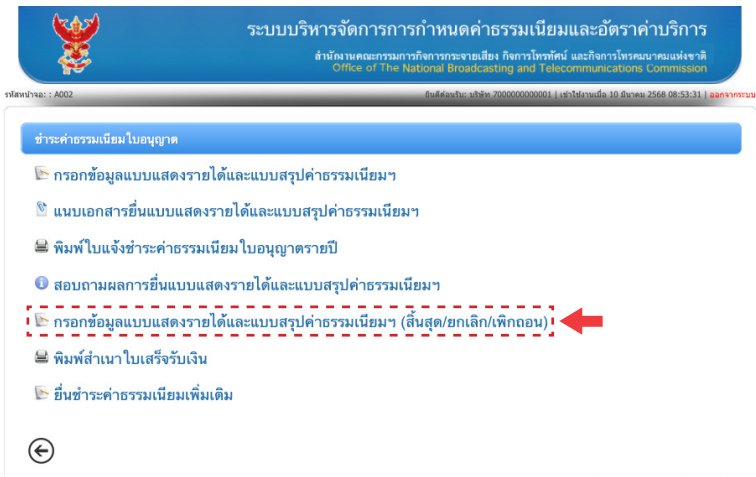 ระบบบริหารจัดการการกำหนดค่าธรรมเนียมและอัตราค่าบริการ
สำนักงานคณะกรรมการกิจการกระจายเสียง กิจการโทรทัศน์ และกิจการโทรคมนาคมแห่งชาติ
Office of The National Broadcasting and Telecommunications Commission
รหัสหน้าจอ: : A002
ยินดีต้อนรับ: บริษัท 7000000000001 | เข้าใช้งานเมื่อ 10 มีนาคม 2568 08:53:31 | ออกจากระบบ
ชำระค่าธรรมเนียมใบอนุญาต
กรอกข้อมูลแบบแสดงรายได้และแบบสรุปค่าธรรมเนียมฯ
แนบเอกสารยื่นแบบแสดงรายได้และแบบสรุปค่าธรรมเนียมฯ
พิมพ์ใบแจ้งชำระค่าธรรมเนียมใบอนุญาตรายปี
สอบถามผลการยื่นแบบแสดงรายได้และแบบสรุปค่าธรรมเนียมฯ
กรอกข้อมูลแบบแสดงรายได้และแบบสรุปค่าธรรมเนียมฯ (สิ้นสุด/ยกเลิก/เพิกถอน)
พิมพ์สำเนาใบเสร็จรับเงิน
ยื่นชำระค่าธรรมเนียมเพิ่มเติม